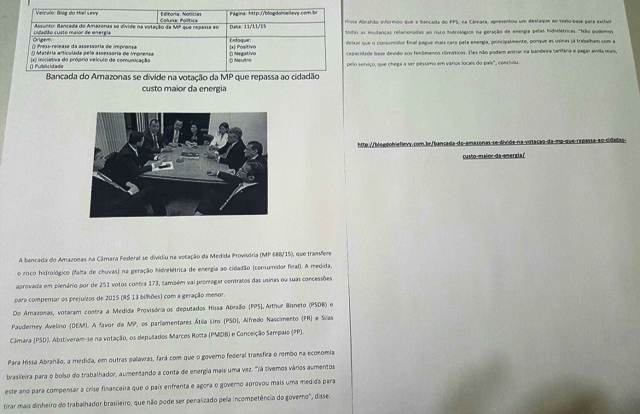 Veículo: Blog do Hiel Levy
Editoria: Notícias
Coluna: Política
Página: http://blogdohiellevy.com.br
Assunto: Bancada do Amazonas se divide na votação da MP que repassa ao cidadão custo maior de energia
Data: 11/11/15
Origem:
() Press-release da assessoria de imprensa
() Matéria articulada pela assessoria de imprensa
(x) Iniciativa do próprio veículo de comunicação
() Publicidade
Enfoque:
(x) Positivo
() Negativo
() Neutro
Bancada do Amazonas se divide na votação da MP que repassa ao cidadão
custo maior da energia
A bancada do Amazonas na Câmara Federal se dividiu na votação da Medida Provisória (MP 688/15), que transfere
o risco hidrológico (falta de chuvas) na geração hidrelétrica de energia ao cidadão (consumidor final). A medida,
aprovada em plenário por de 251 votos contra 173, também vai prorrogar contratos das usinas ou suas concessões
para compensar os prejuízos de 2015 (R$ 13 bilhões) com a geração menor.
Do Amazonas, votaram contra a Medida Provisória os deputados Hissa Abraão (PPS), Arthur Bisneto (PSDB) e
Pauderney Avelino (DEM). A favor da MP, os parlamentares Átila Lins (PSD), Alfredo Nascimento (PR) e Silas
Câmara (PSD). Abstiveram-se na votação, os deputados Marcos Rotta (PMDB) e Conceição Sampaio (PP).
Para Hissa Abrahão, a medida, em outras palavras, fará com que o governo federal transfira o rombo na economia
brasileira para o bolso do trabalhador, aumentando a conta de energia mais uma vez. "Já tivemos vários aumentos
este ano para compensar a crise financeira que o país enfrenta e agora o governo aprovou mais uma medida para
tirar mais dinheiro do trabalhador brasileiro, que não pode ser penalizado pela incompetência do governo", disse.
Hissa Abrahão informou que a bancada do PPS, na Câmara, apresentou um destaque ao texto-base para excluir
todas as mudanças relacionadas ao risco hidrológico na geração de energia pelas hidrelétricas. "Não podemos
deixar que o consumidor final pague mais caro pela energia, principalmente, porque as usinas já trabalham com a
capacidade baixa devido aos fenômenos climáticos. Eles não podem entrar na bandeira tarifária e pagar ainda mais,
pelo serviço, que chega a ser péssimo em vários locais do país", concluiu.
http://blogdohiellevy.com.br/bancada-do-amazonas-se-divide-na-votacao-da-mp-que-repassa-ao-cidadao-
custo-maior-da-energia/